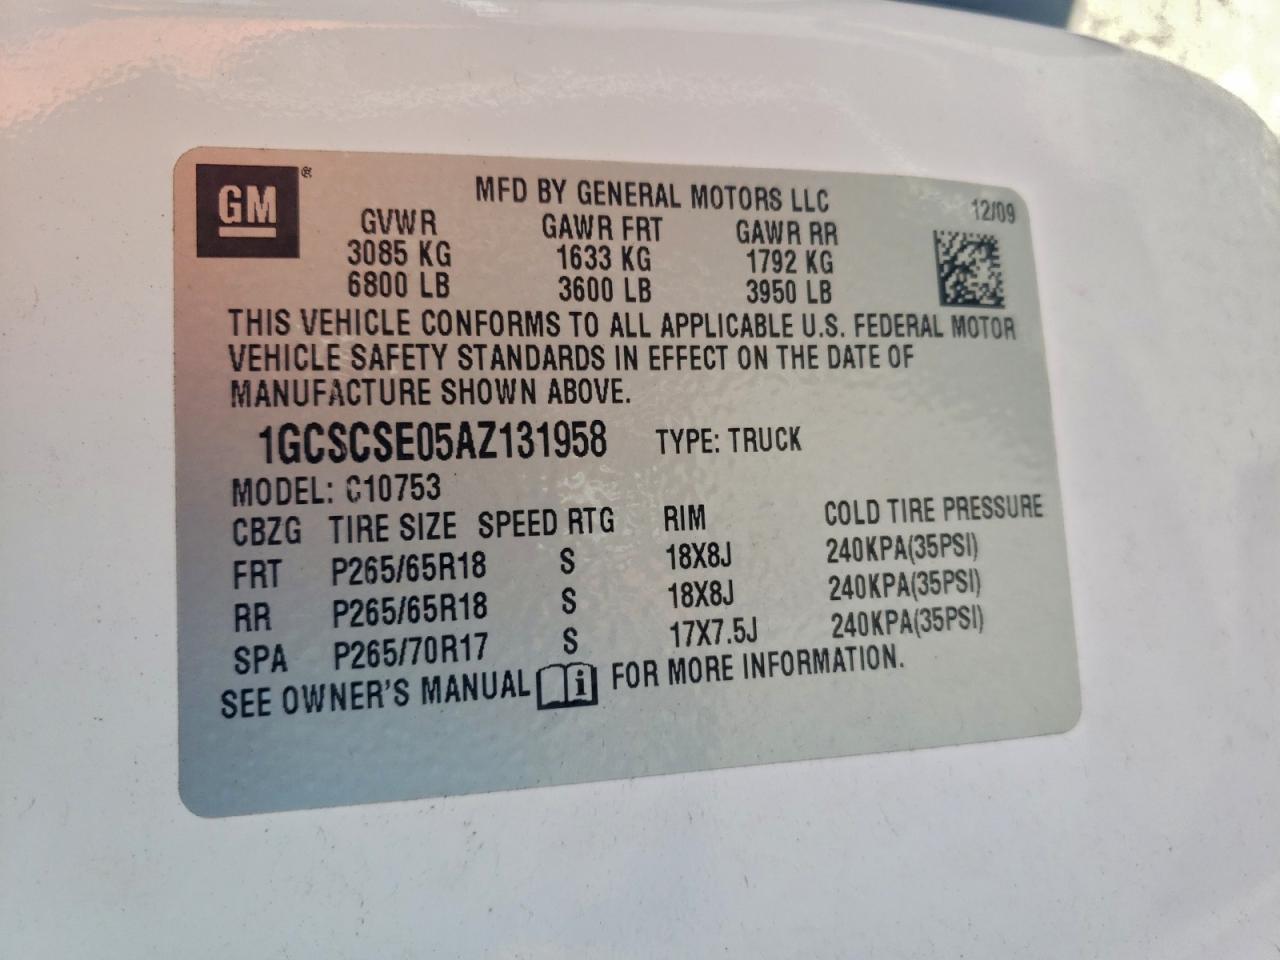 GM ®
MFD BY GENERAL MOTORS LLC
12/09
GVWR GAWR FRT GAWR RR
3085 KG 1633 KG 1792 KG
6800 LB 3600 LB 3950 LB
THIS VEHICLE CONFORMS TO ALL APPLICABLE U.S. FEDERAL MOTOR
VEHICLE SAFETY STANDARDS IN EFFECT ON THE DATE OF
MANUFACTURE SHOWN ABOVE.
1GCSCSE05AZ131958 TYPE: TRUCK
MODEL: C10753
CBZG TIRE SIZE SPEED RTG RIM COLD TIRE PRESSURE
FRT P265/65R18 S 18X8J 240KPA(35PSI)
RR P265/65R18 S 18X8J 240KPA(35PSI)
SPA P265/70R17 S 17X7.5J 240KPA(35PSI)
SEE OWNER'S MANUAL i FOR MORE INFORMATION.